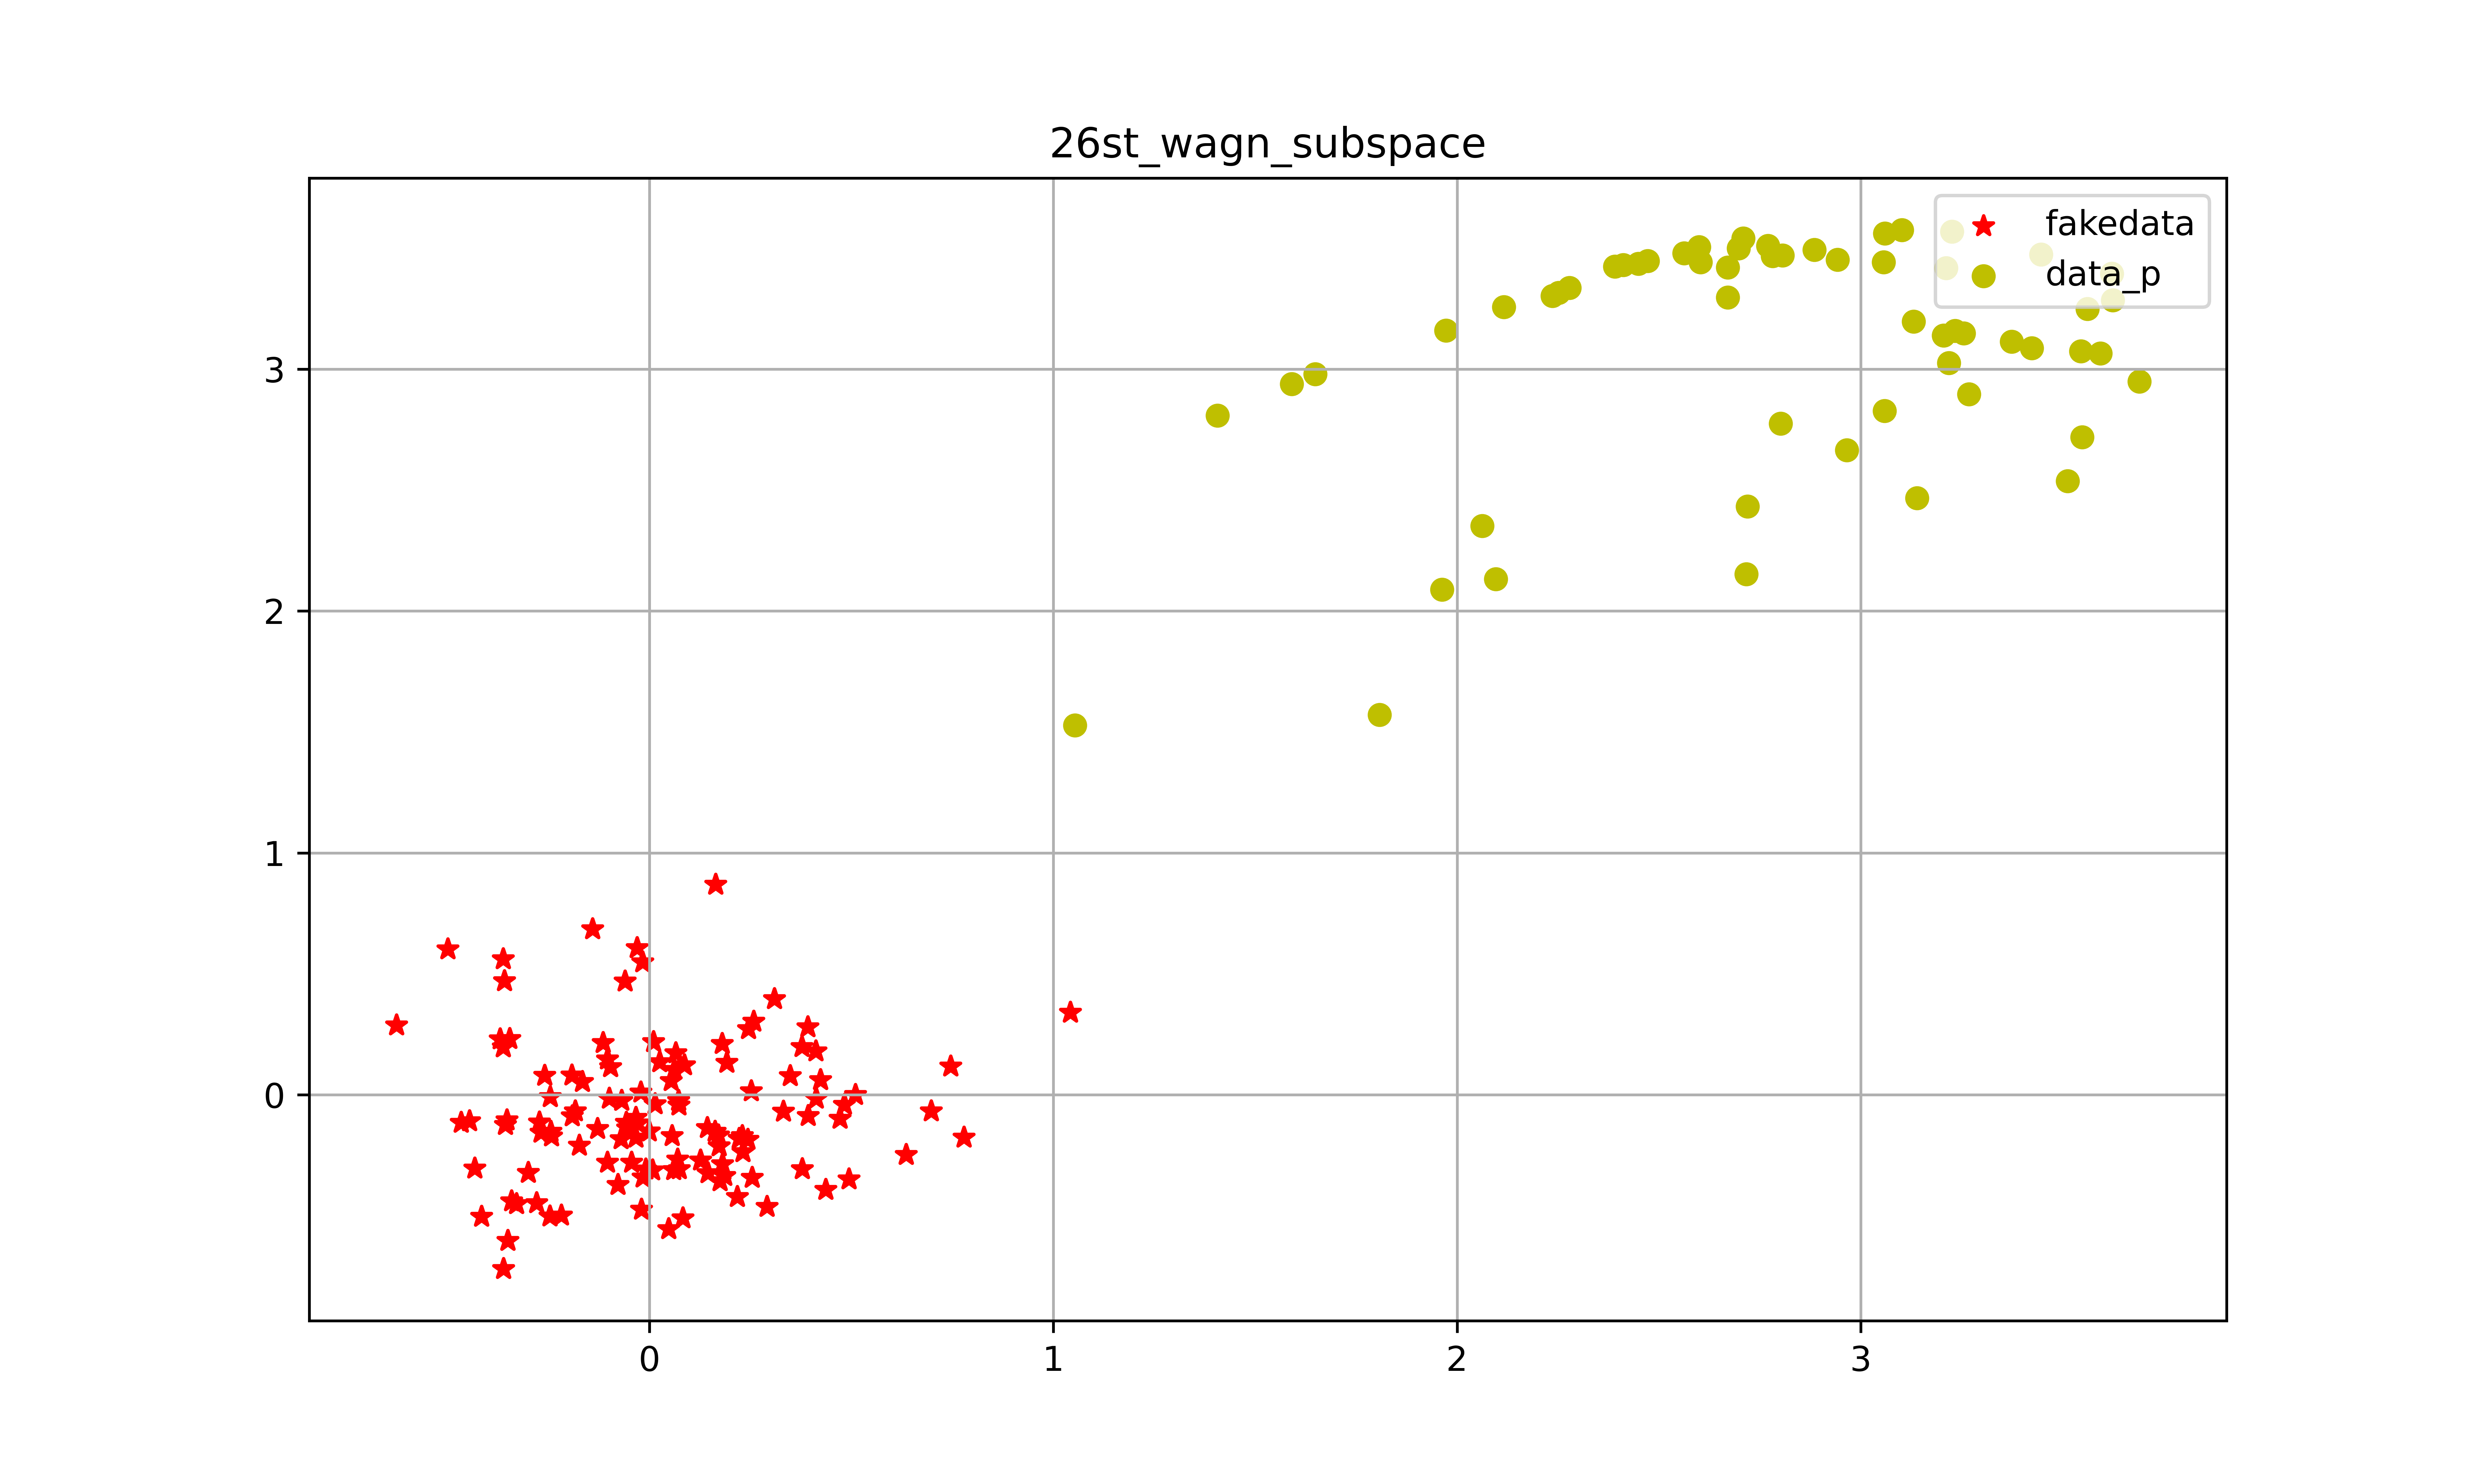 26st_wagn_subspace
fakedata
data_p
3
2
1
0
0 1 2 3